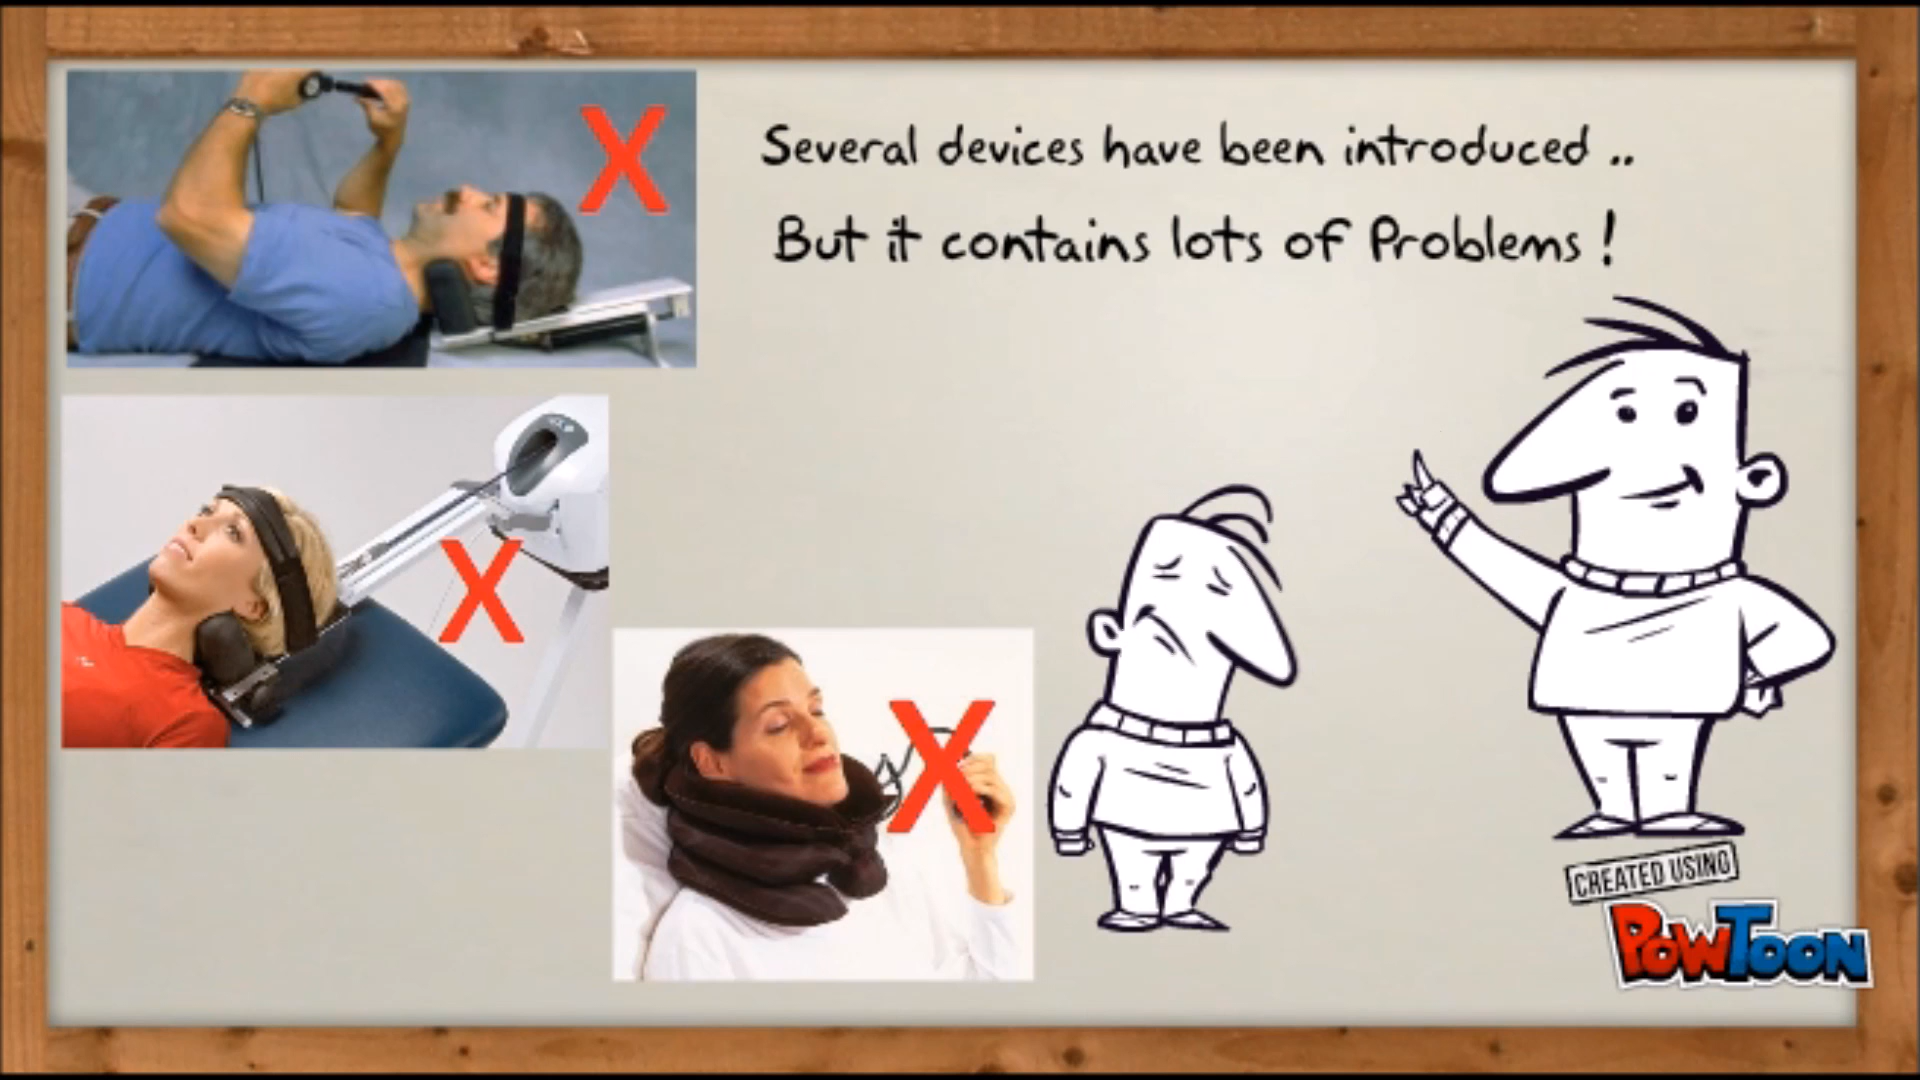 Several devices have been introduced ..
But it contains lots of Problems !
X
X
X
CREATED USING
POWTOON